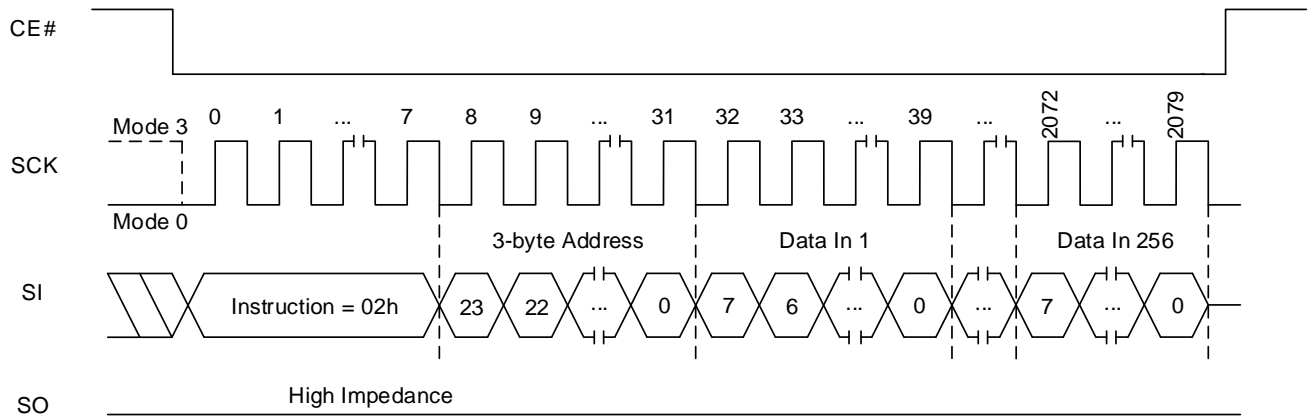 CE#
0 1 ... 7 8 9 ... 31 32 33 ... 39 ... 2072 ... 2079
Mode 3
SCK
Mode 0
3-byte Address Data In 1 Data In 256
SI Instruction = 02h 23 22 ... 0 7 6 ... 0 ... 7 ... 0
High Impedance
SO